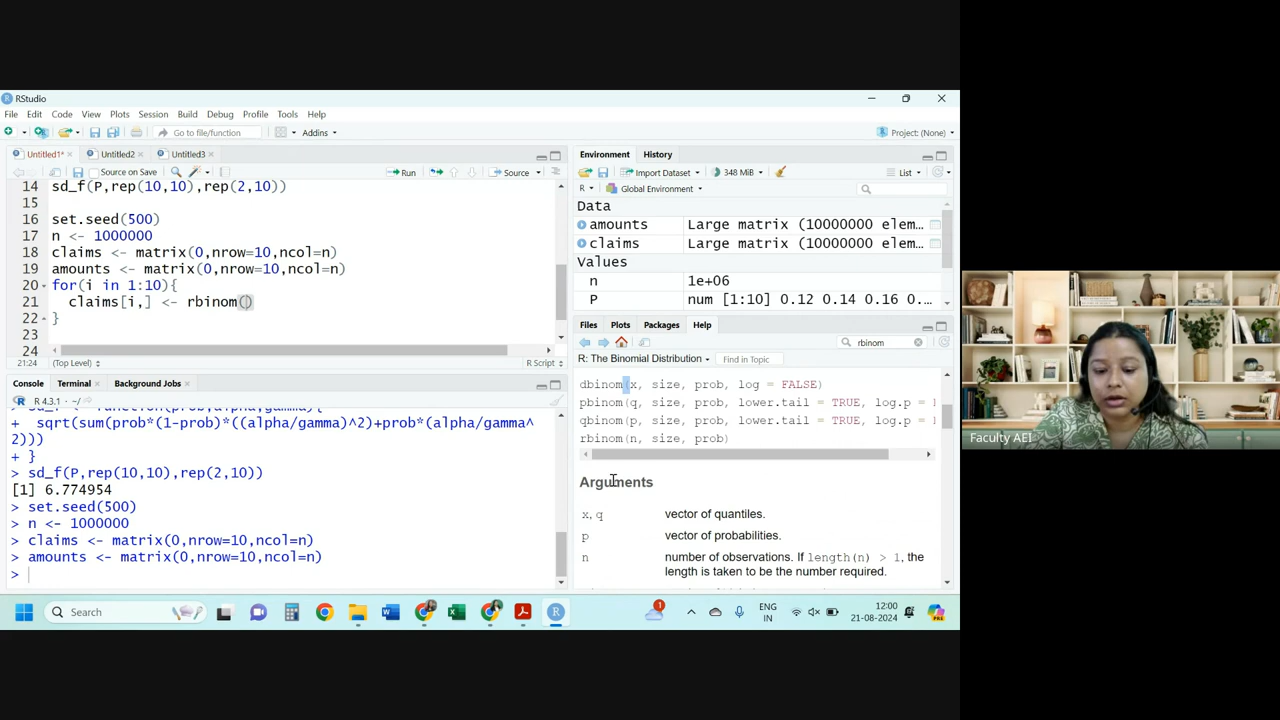 RStudio
File Edit Code View Plots Session Build Debug Profile Tools Help
Go to file/function Addins Project: (None)
Untitled1* Untitled2 Untitled3
Source on Save Run Source
14 sd_f(P,rep(10,10),rep(2,10))
15
16 set.seed(500)
17 n <- 1000000
18 claims <- matrix(0,nrow=10,ncol=n)
19 amounts <- matrix(0,nrow=10,ncol=n)
20 for(i in 1:10){
21 claims[i,] <- rbinom()
22 }
23
24
21:24 (Top Level) R Script
Console Terminal Background Jobs
R 4.3.1 · ~/
+ sqrt(sum(prob*(1-prob)*((alpha/gamma)^2)+prob*(alpha/gamma^
2)))
+ }
> sd_f(P,rep(10,10),rep(2,10))
[1] 6.774954
> set.seed(500)
> n <- 1000000
> claims <- matrix(0,nrow=10,ncol=n)
> amounts <- matrix(0,nrow=10,ncol=n)
>
Environment History
Import Dataset 348 MiB List
R Global Environment
Data
amounts Large matrix (10000000 elem…
claims Large matrix (10000000 elem…
Values
n 1e+06
P num [1:10] 0.12 0.14 0.16 0.…
Files Plots Packages Help
rbinom
R: The Binomial Distribution Find in Topic
dbinom(x, size, prob, log = FALSE)
pbinom(q, size, prob, lower.tail = TRUE, log.p =
qbinom(p, size, prob, lower.tail = TRUE, log.p =
rbinom(n, size, prob)
Arguments
x, q vector of quantiles.
p vector of probabilities.
n number of observations. If length(n) > 1, the
length is taken to be the number required.
Faculty AEI
Search
1
ENG
IN
12:00
21-08-2024